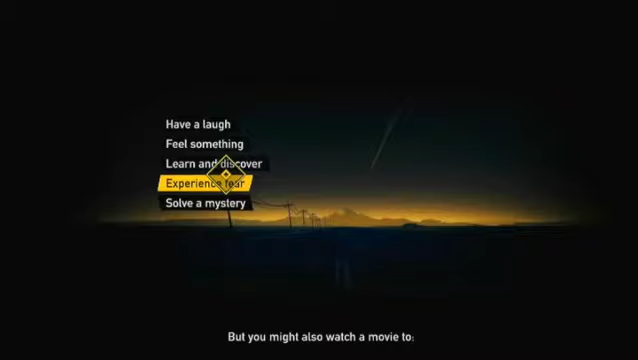 Have a laugh
Feel something
Learn and discover
Experience fear
Solve a mystery
But you might also watch a movie to: